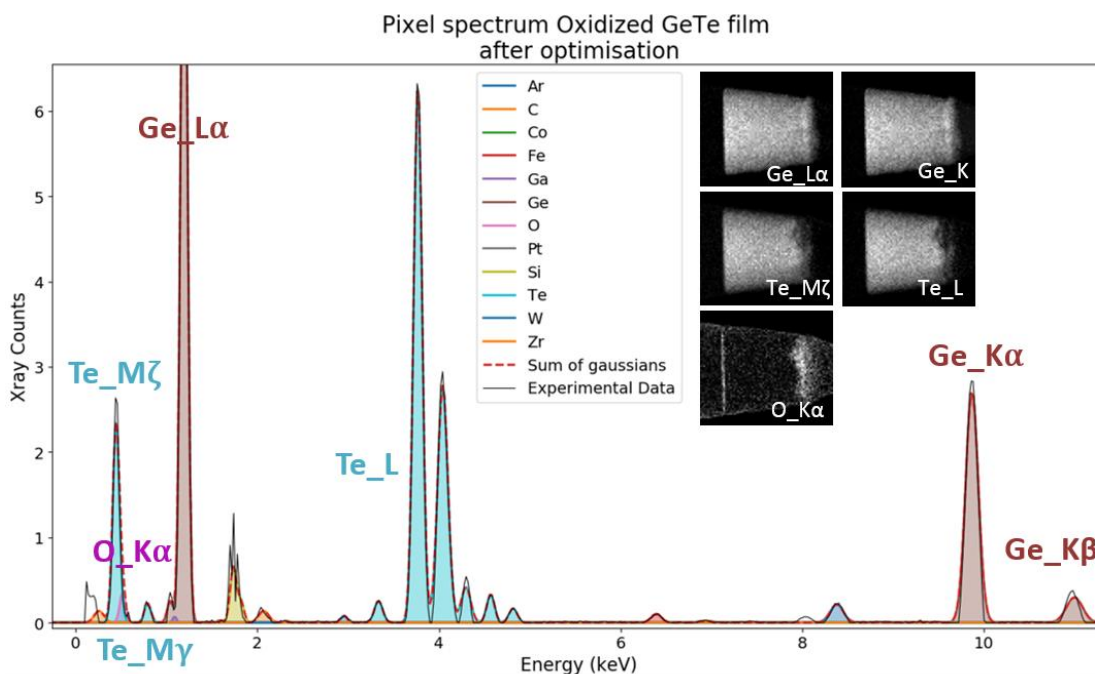 Pixel spectrum Oxidized GeTe film
after optimisation
Xray Counts
6
5
4
3
2
1
0
0
2
4
6
8
10
Energy (keV)
Ar
C
Co
Fe
Ga
Ge
O
Pt
Si
Te
W
Zr
Sum of gaussians
Experimental Data
Ge_Lα
Te_Mζ
O_Kα
Te_Mγ
Te_L
Ge_Kα
Ge_Kβ
Ge_Lα
Ge_K
Te_Mζ
Te_L
O_Kα